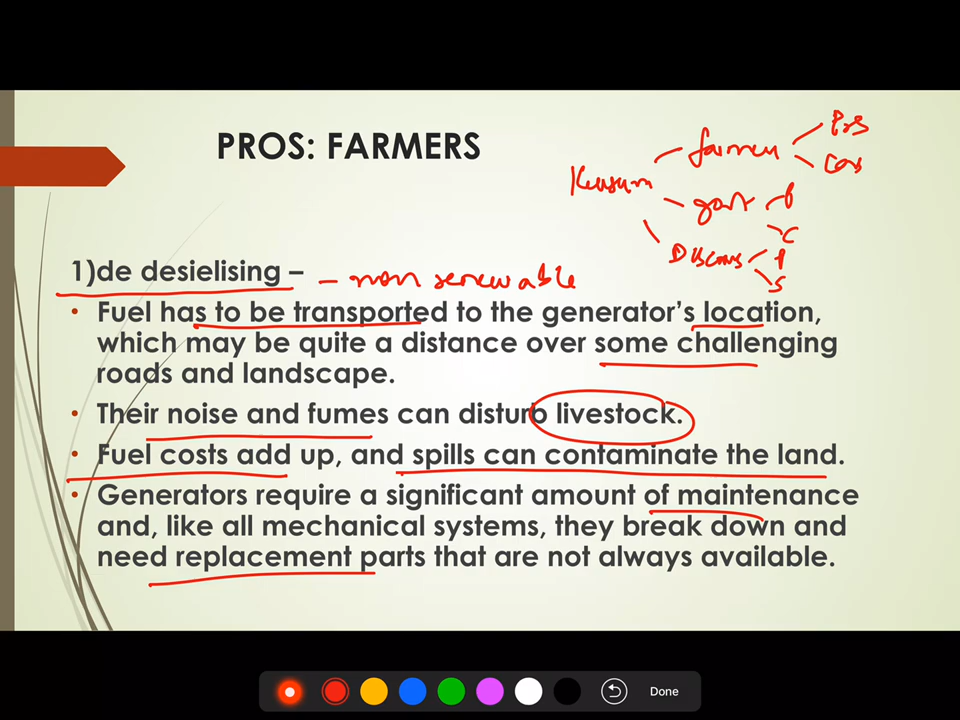 PROS: FARMERS
Kusum
farmer
Pros
Cons
govt
P
C
Discoms
P
S
1)de desielising –
– non renewable
• Fuel has to be transported to the generator's location,
which may be quite a distance over some challenging
roads and landscape.
• Their noise and fumes can disturb livestock.
• Fuel costs add up, and spills can contaminate the land.
• Generators require a significant amount of maintenance
and, like all mechanical systems, they break down and
need replacement parts that are not always available.
Done